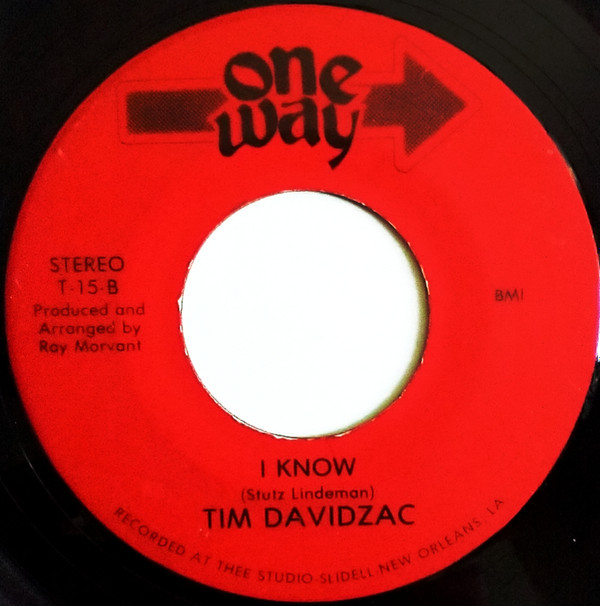 one
way
STEREO
T-15-B
Produced and
Arranged by
Ray Morvant
BMI
I KNOW
(Stutz Lindeman)
TIM DAVIDZAC
RECORDED AT THEE STUDIO-SLIDELL-NEW ORLEANS, LA